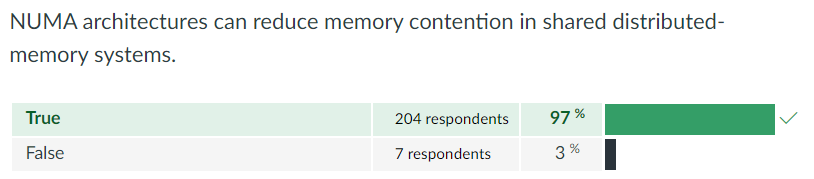 NUMA architectures can reduce memory contention in shared distributed-
memory systems.
True 204 respondents 97 %
False 7 respondents 3 %